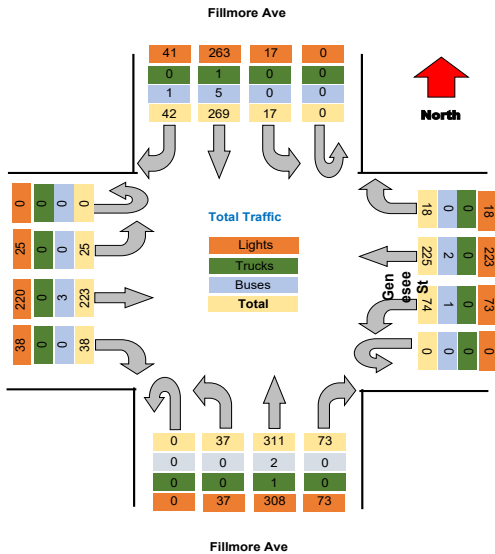 Fillmore Ave
41 263 17 0
0 1 0 0
1 5 0 0
42 269 17 0
North
0 0 0 0
25 0 0 25
220 0 3 223
38 0 0 38
Total Traffic
Lights
Trucks
Buses
Total
18 0 0 18
225 2 0 223
74 1 0 73
0 0 0 0
Gen
esee
St
0 37 311 73
0 0 2 0
0 0 1 0
0 37 308 73
Fillmore Ave